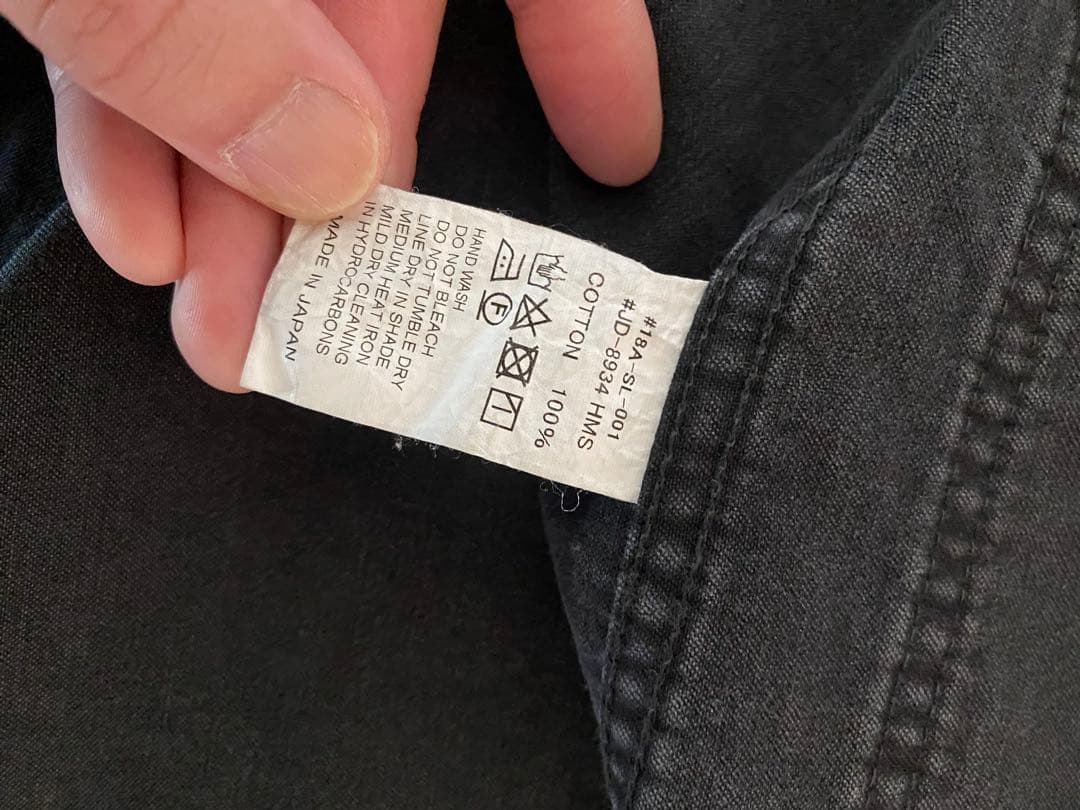 #18A-SL-001
#JD-8934 HMS
COTTON 100%
F
HAND WASH
DO NOT BLEACH
DO NOT TUMBLE DRY
LINE DRY IN SHADE
MEDIUM HEAT IRON
MILD DRY CLEANING
IN HYDROCARBONS
MADE IN JAPAN